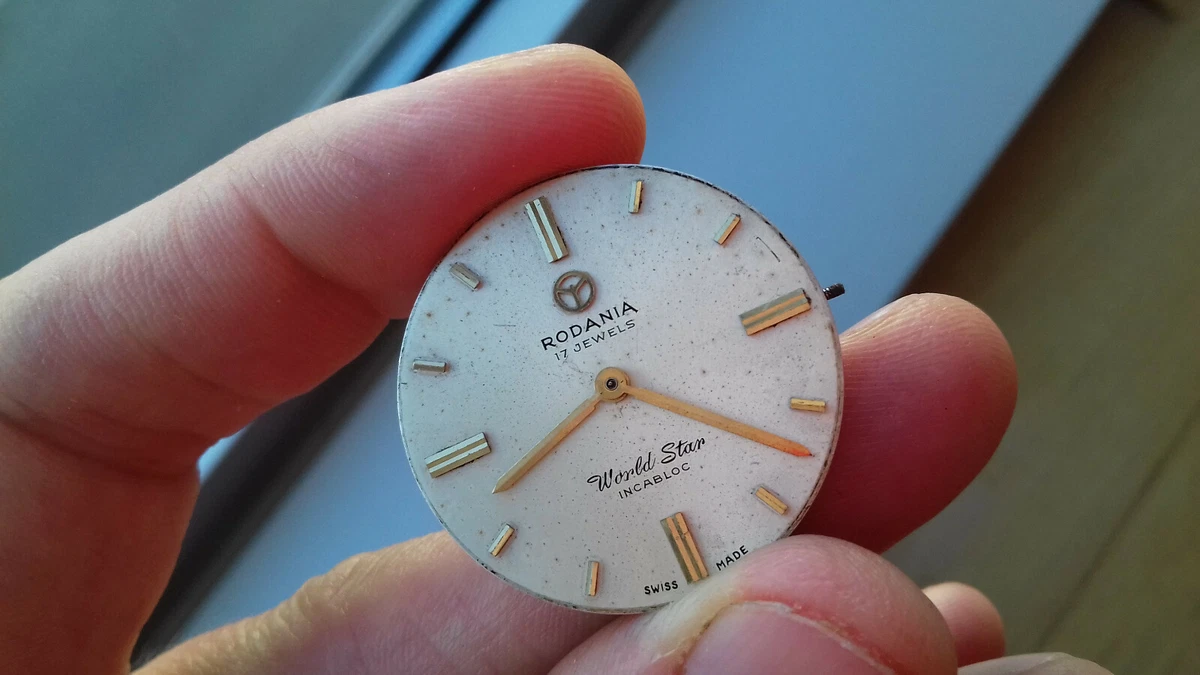 RODANIA
17 JEWELS
World Star
INCABLOC
SWISS MADE